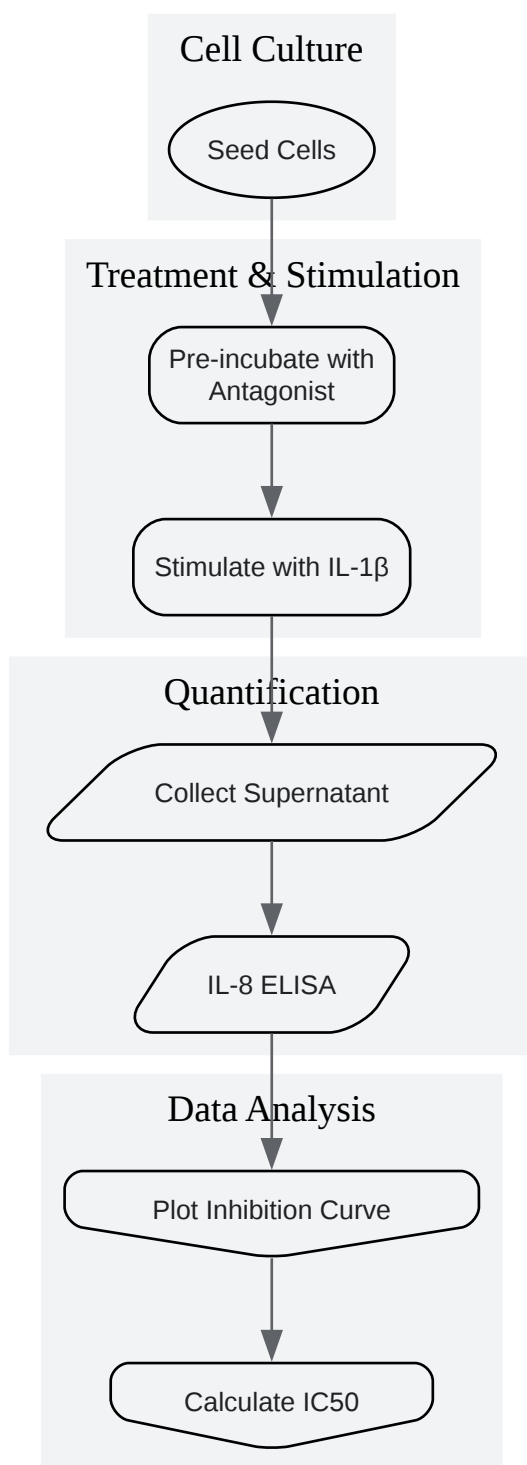 Cell Culture
Seed Cells
Treatment & Stimulation
Pre-incubate with
Antagonist
Stimulate with IL-1β
Quantification
Collect Supernatant
IL-8 ELISA
Data Analysis
Plot Inhibition Curve
Calculate IC50